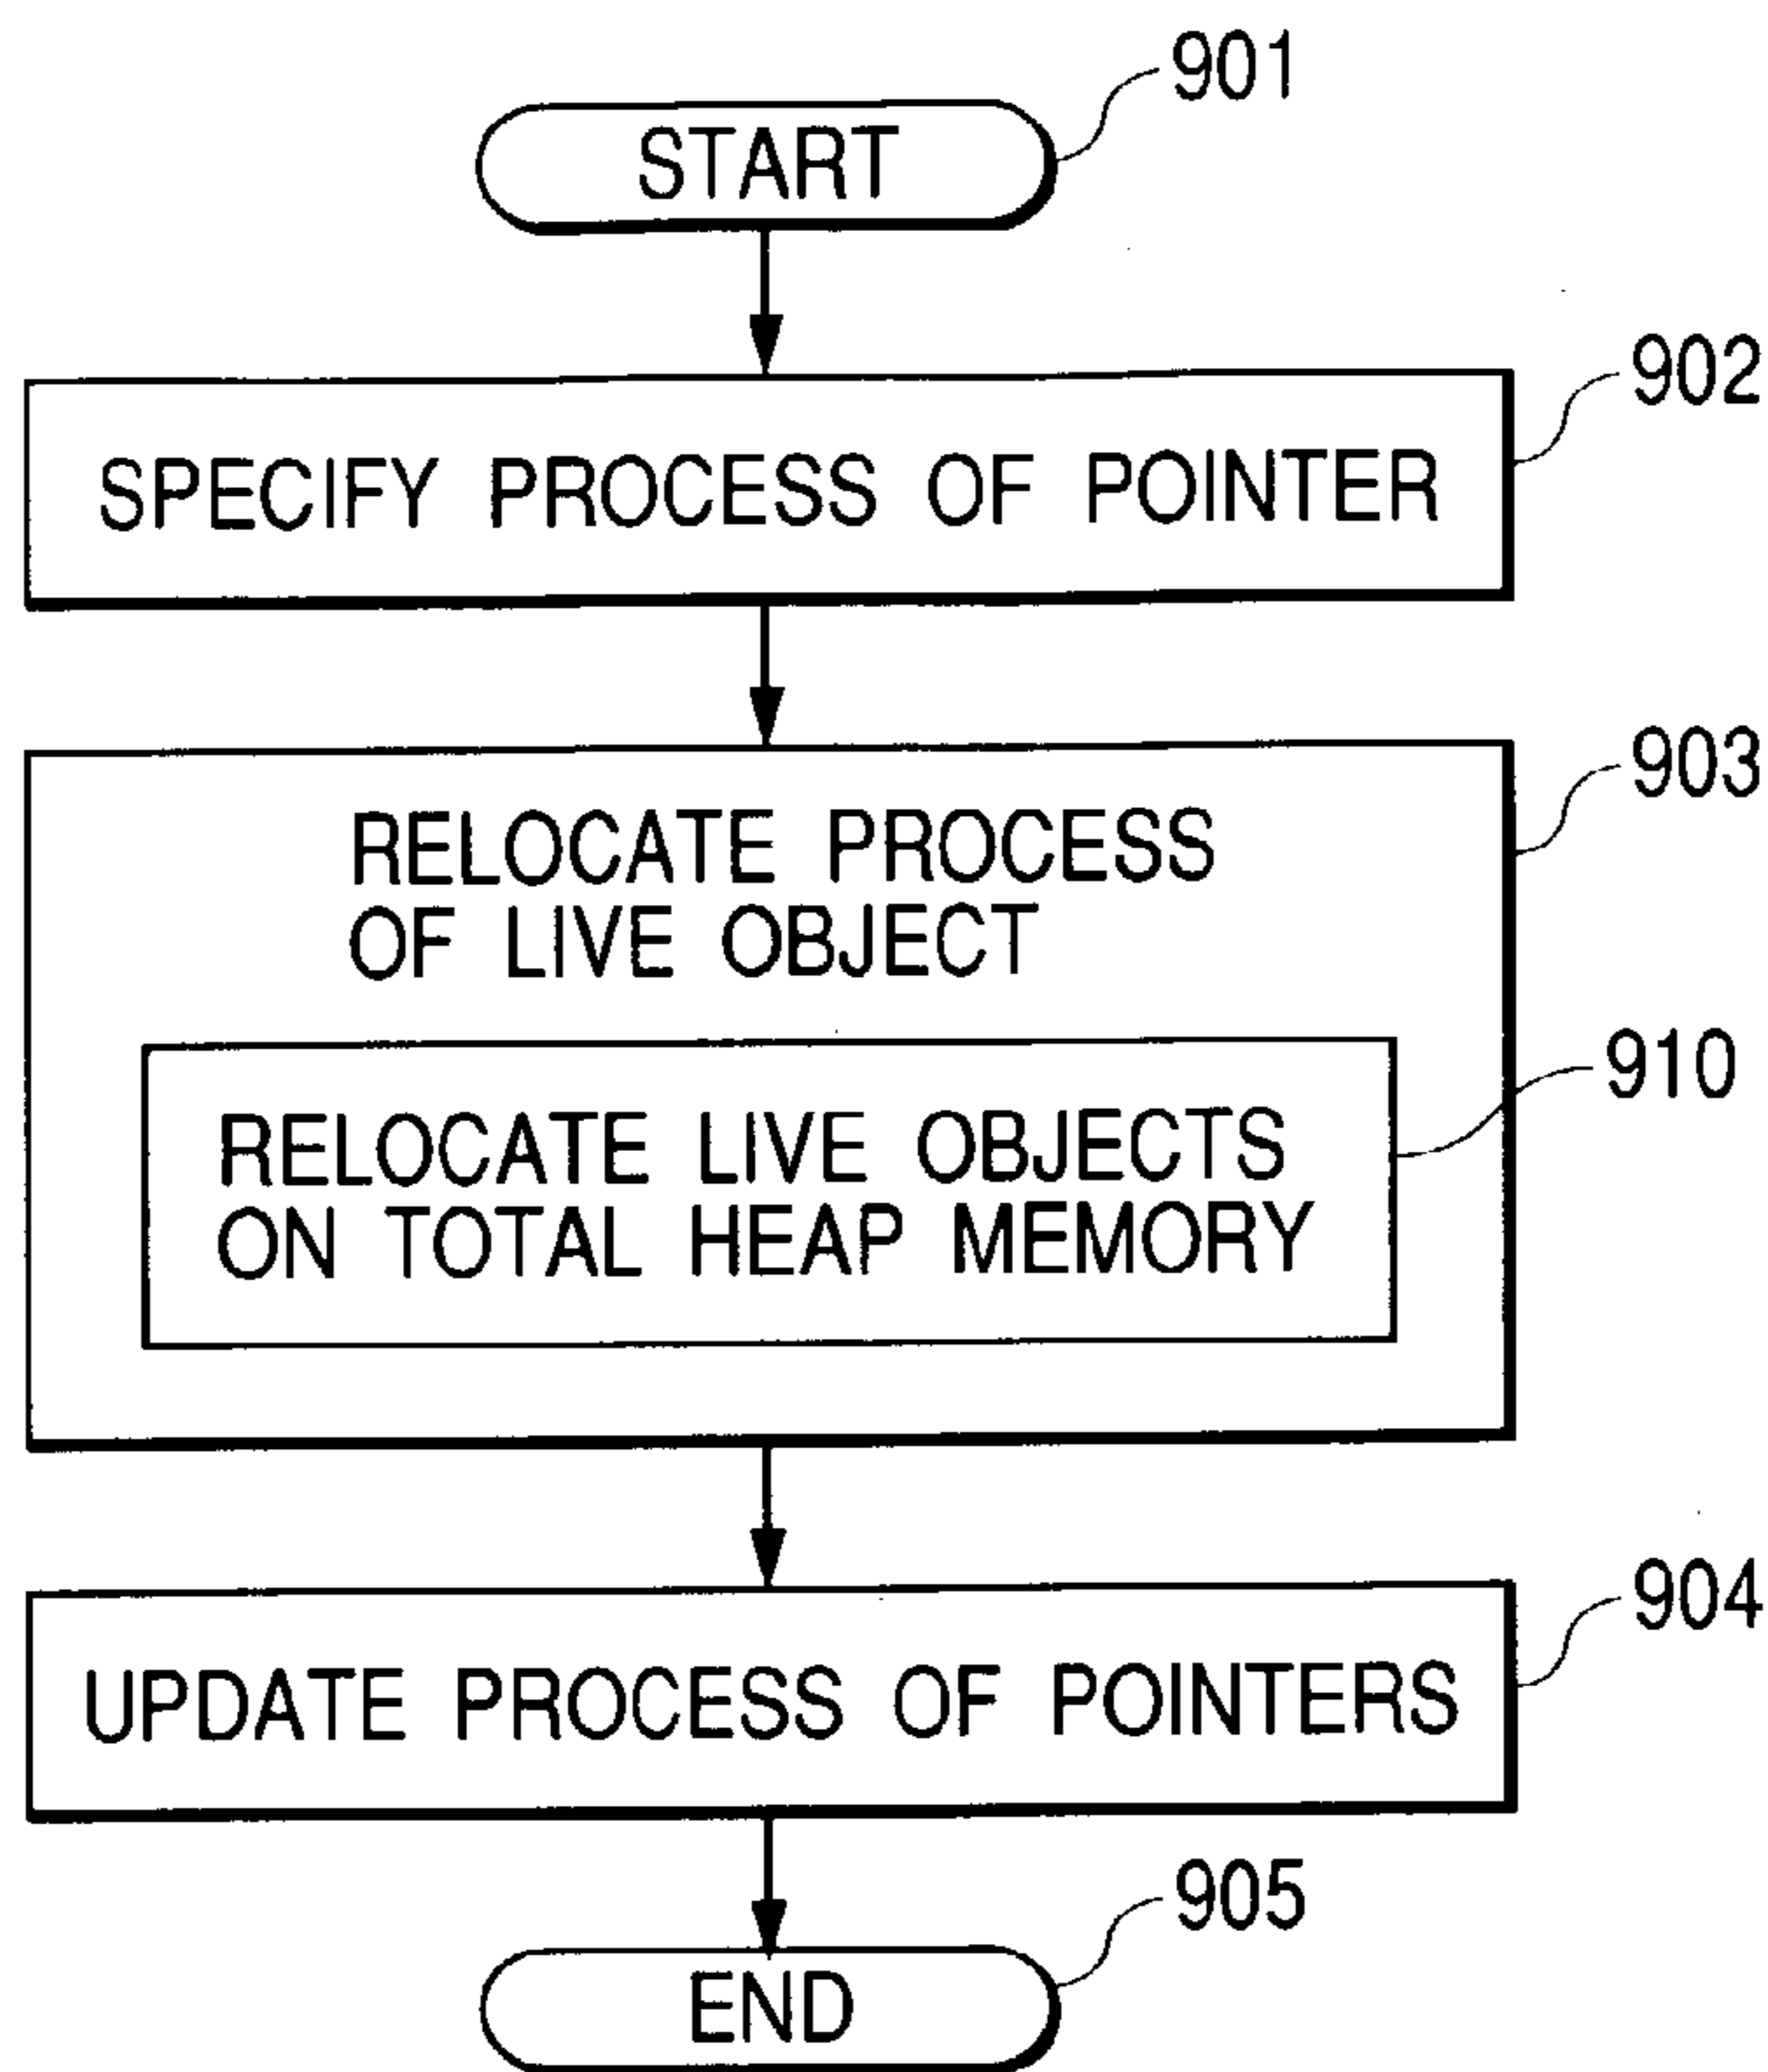 901
START
902
SPECIFY PROCESS OF POINTER
903
RELOCATE PROCESS
OF LIVE OBJECT
910
RELOCATE LIVE OBJECTS
ON TOTAL HEAP MEMORY
904
UPDATE PROCESS OF POINTERS
905
END